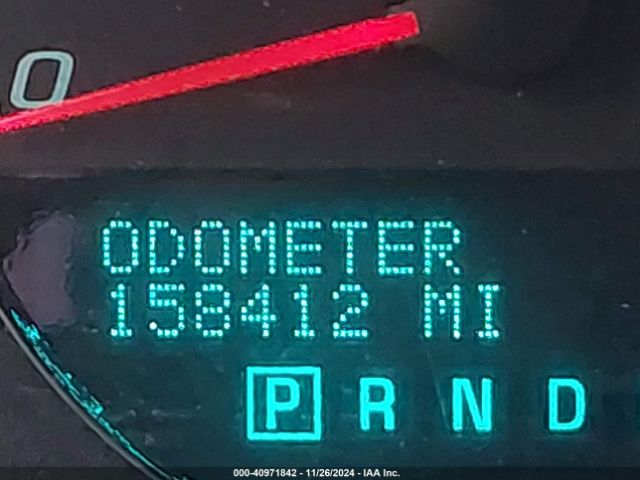 0
ODOMETER
158412 MI
P R N D
000-40971842 - 11/26/2024 - IAA Inc.